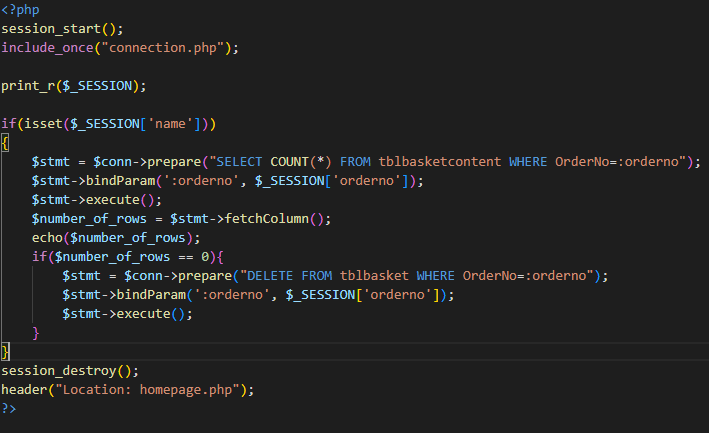 <?php
session_start();
include_once("connection.php");
print_r($_SESSION);
if(isset($_SESSION['name']))
{
    $stmt = $conn->prepare("SELECT COUNT(*) FROM tblbasketcontent WHERE OrderNo=:orderno");
    $stmt->bindParam(':orderno', $_SESSION['orderno']);
    $stmt->execute();
    $number_of_rows = $stmt->fetchColumn();
    echo($number_of_rows);
    if($number_of_rows == 0){
        $stmt = $conn->prepare("DELETE FROM tblbasket WHERE OrderNo=:orderno");
        $stmt->bindParam(':orderno', $_SESSION['orderno']);
        $stmt->execute();
    }
}
session_destroy();
header("Location: homepage.php");
?>